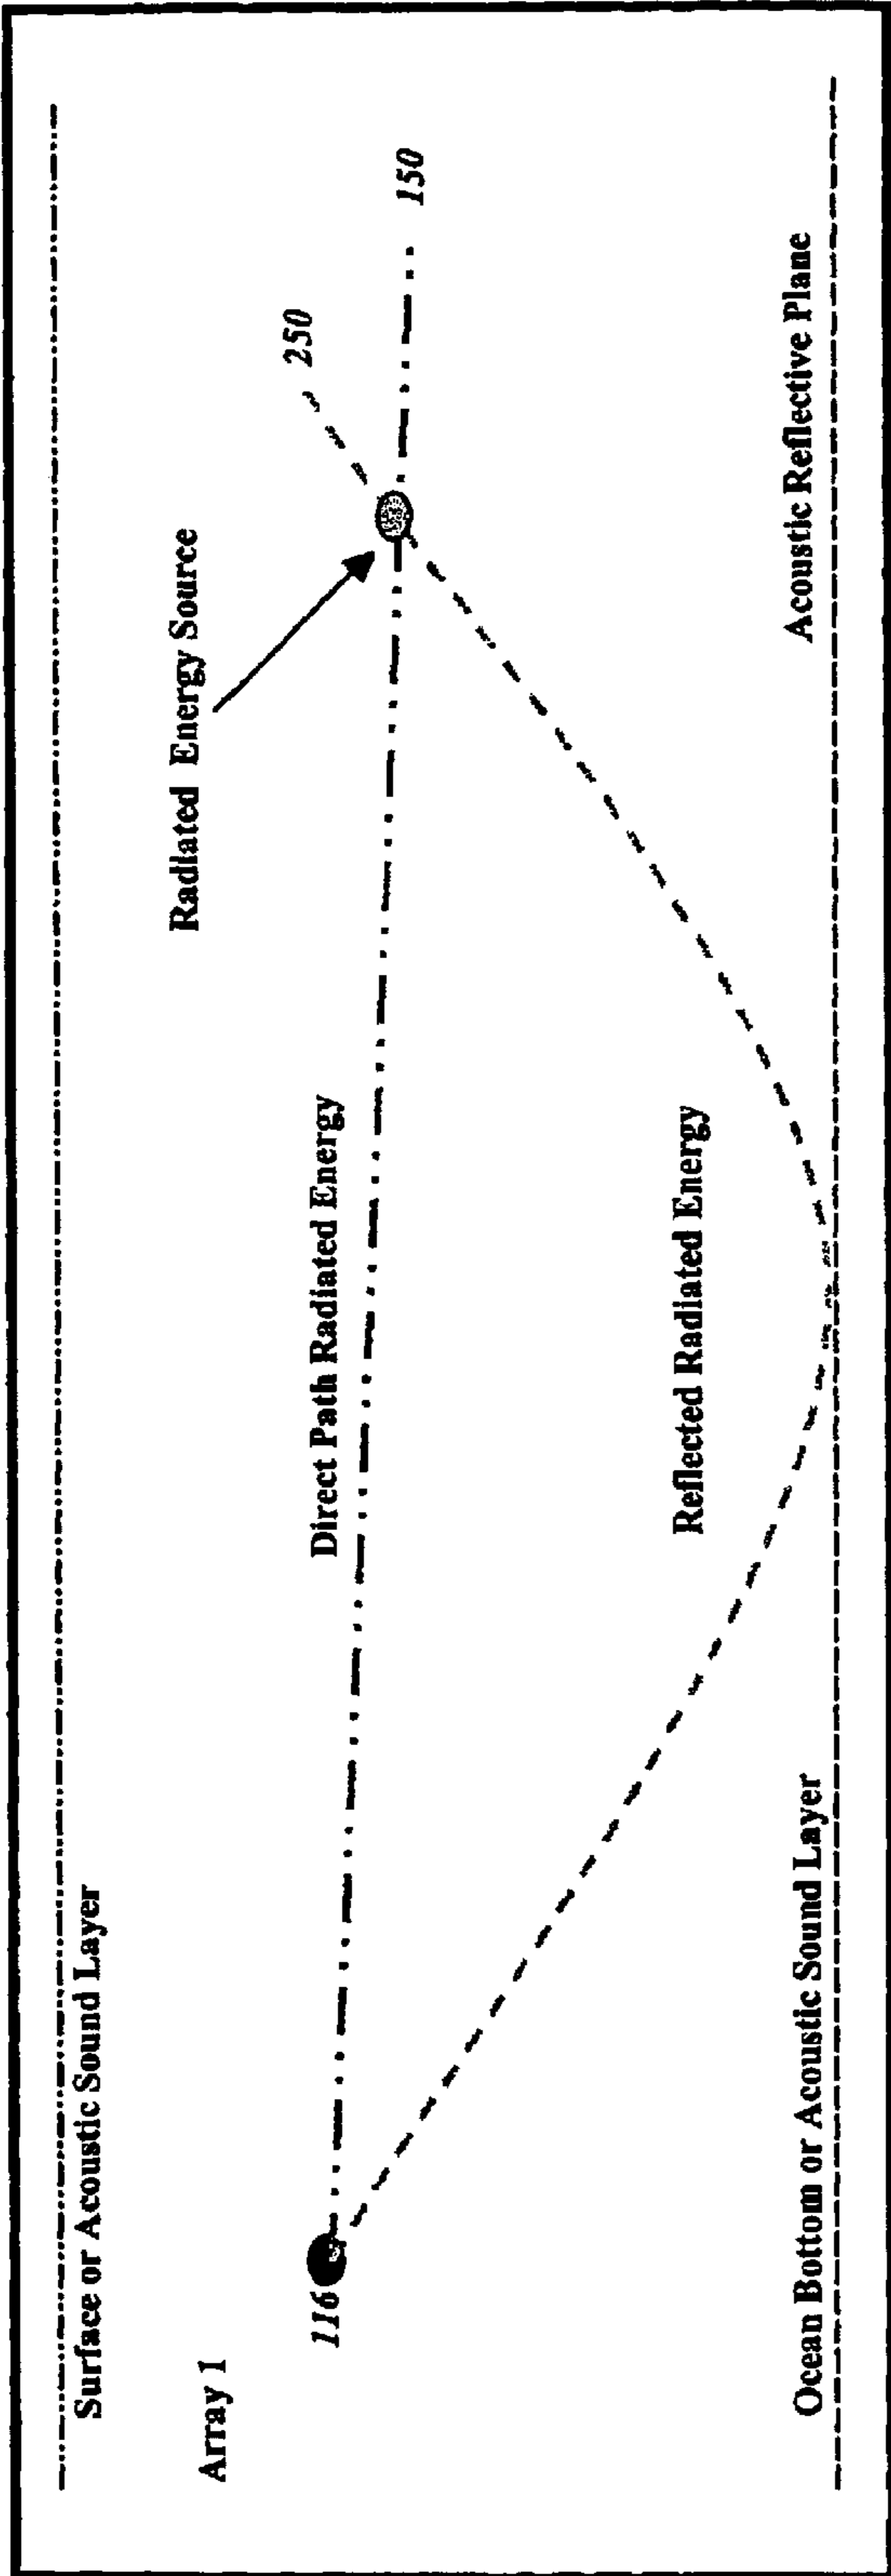 Surface or Acoustic Sound Layer
Array 1
Radiated Energy Source
250
116
Direct Path Radiated Energy
150
Reflected Radiated Energy
Ocean Bottom or Acoustic Sound Layer
Acoustic Reflective Plane